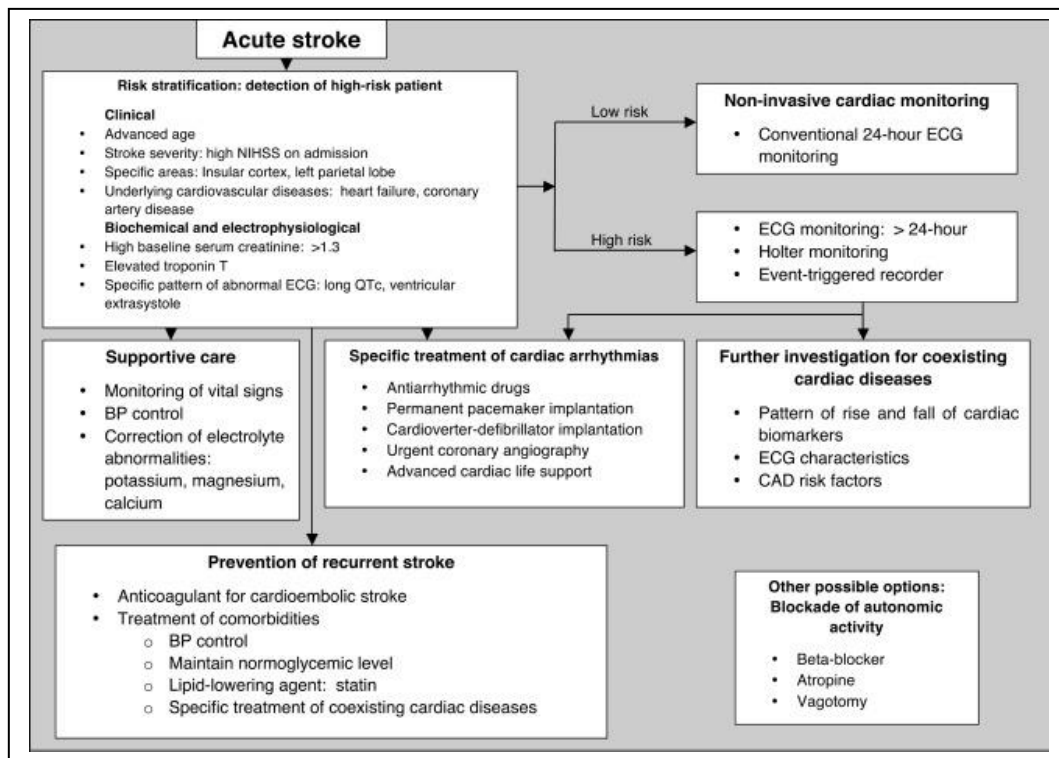 Acute stroke
Risk stratification: detection of high-risk patient
Clinical
• Advanced age
• Stroke severity: high NIHSS on admission
• Specific areas: Insular cortex, left parietal lobe
• Underlying cardiovascular diseases: heart failure, coronary
artery disease
Biochemical and electrophysiological
• High baseline serum creatinine: >1.3
• Elevated troponin T
• Specific pattern of abnormal ECG: long QTc, ventricular
extrasystole
Low risk
Non-invasive cardiac monitoring
• Conventional 24-hour ECG
monitoring
High risk
• ECG monitoring: > 24-hour
• Holter monitoring
• Event-triggered recorder
Supportive care
• Monitoring of vital signs
• BP control
• Correction of electrolyte
abnormalities:
potassium, magnesium,
calcium
Specific treatment of cardiac arrhythmias
• Antiarrhythmic drugs
• Permanent pacemaker implantation
• Cardioverter-defibrillator implantation
• Urgent coronary angiography
• Advanced cardiac life support
Further investigation for coexisting
cardiac diseases
• Pattern of rise and fall of cardiac
biomarkers
• ECG characteristics
• CAD risk factors
Prevention of recurrent stroke
• Anticoagulant for cardioembolic stroke
• Treatment of comorbidities
o BP control
o Maintain normoglycemic level
o Lipid-lowering agent: statin
o Specific treatment of coexisting cardiac diseases
Other possible options:
Blockade of autonomic
activity
• Beta-blocker
• Atropine
• Vagotomy